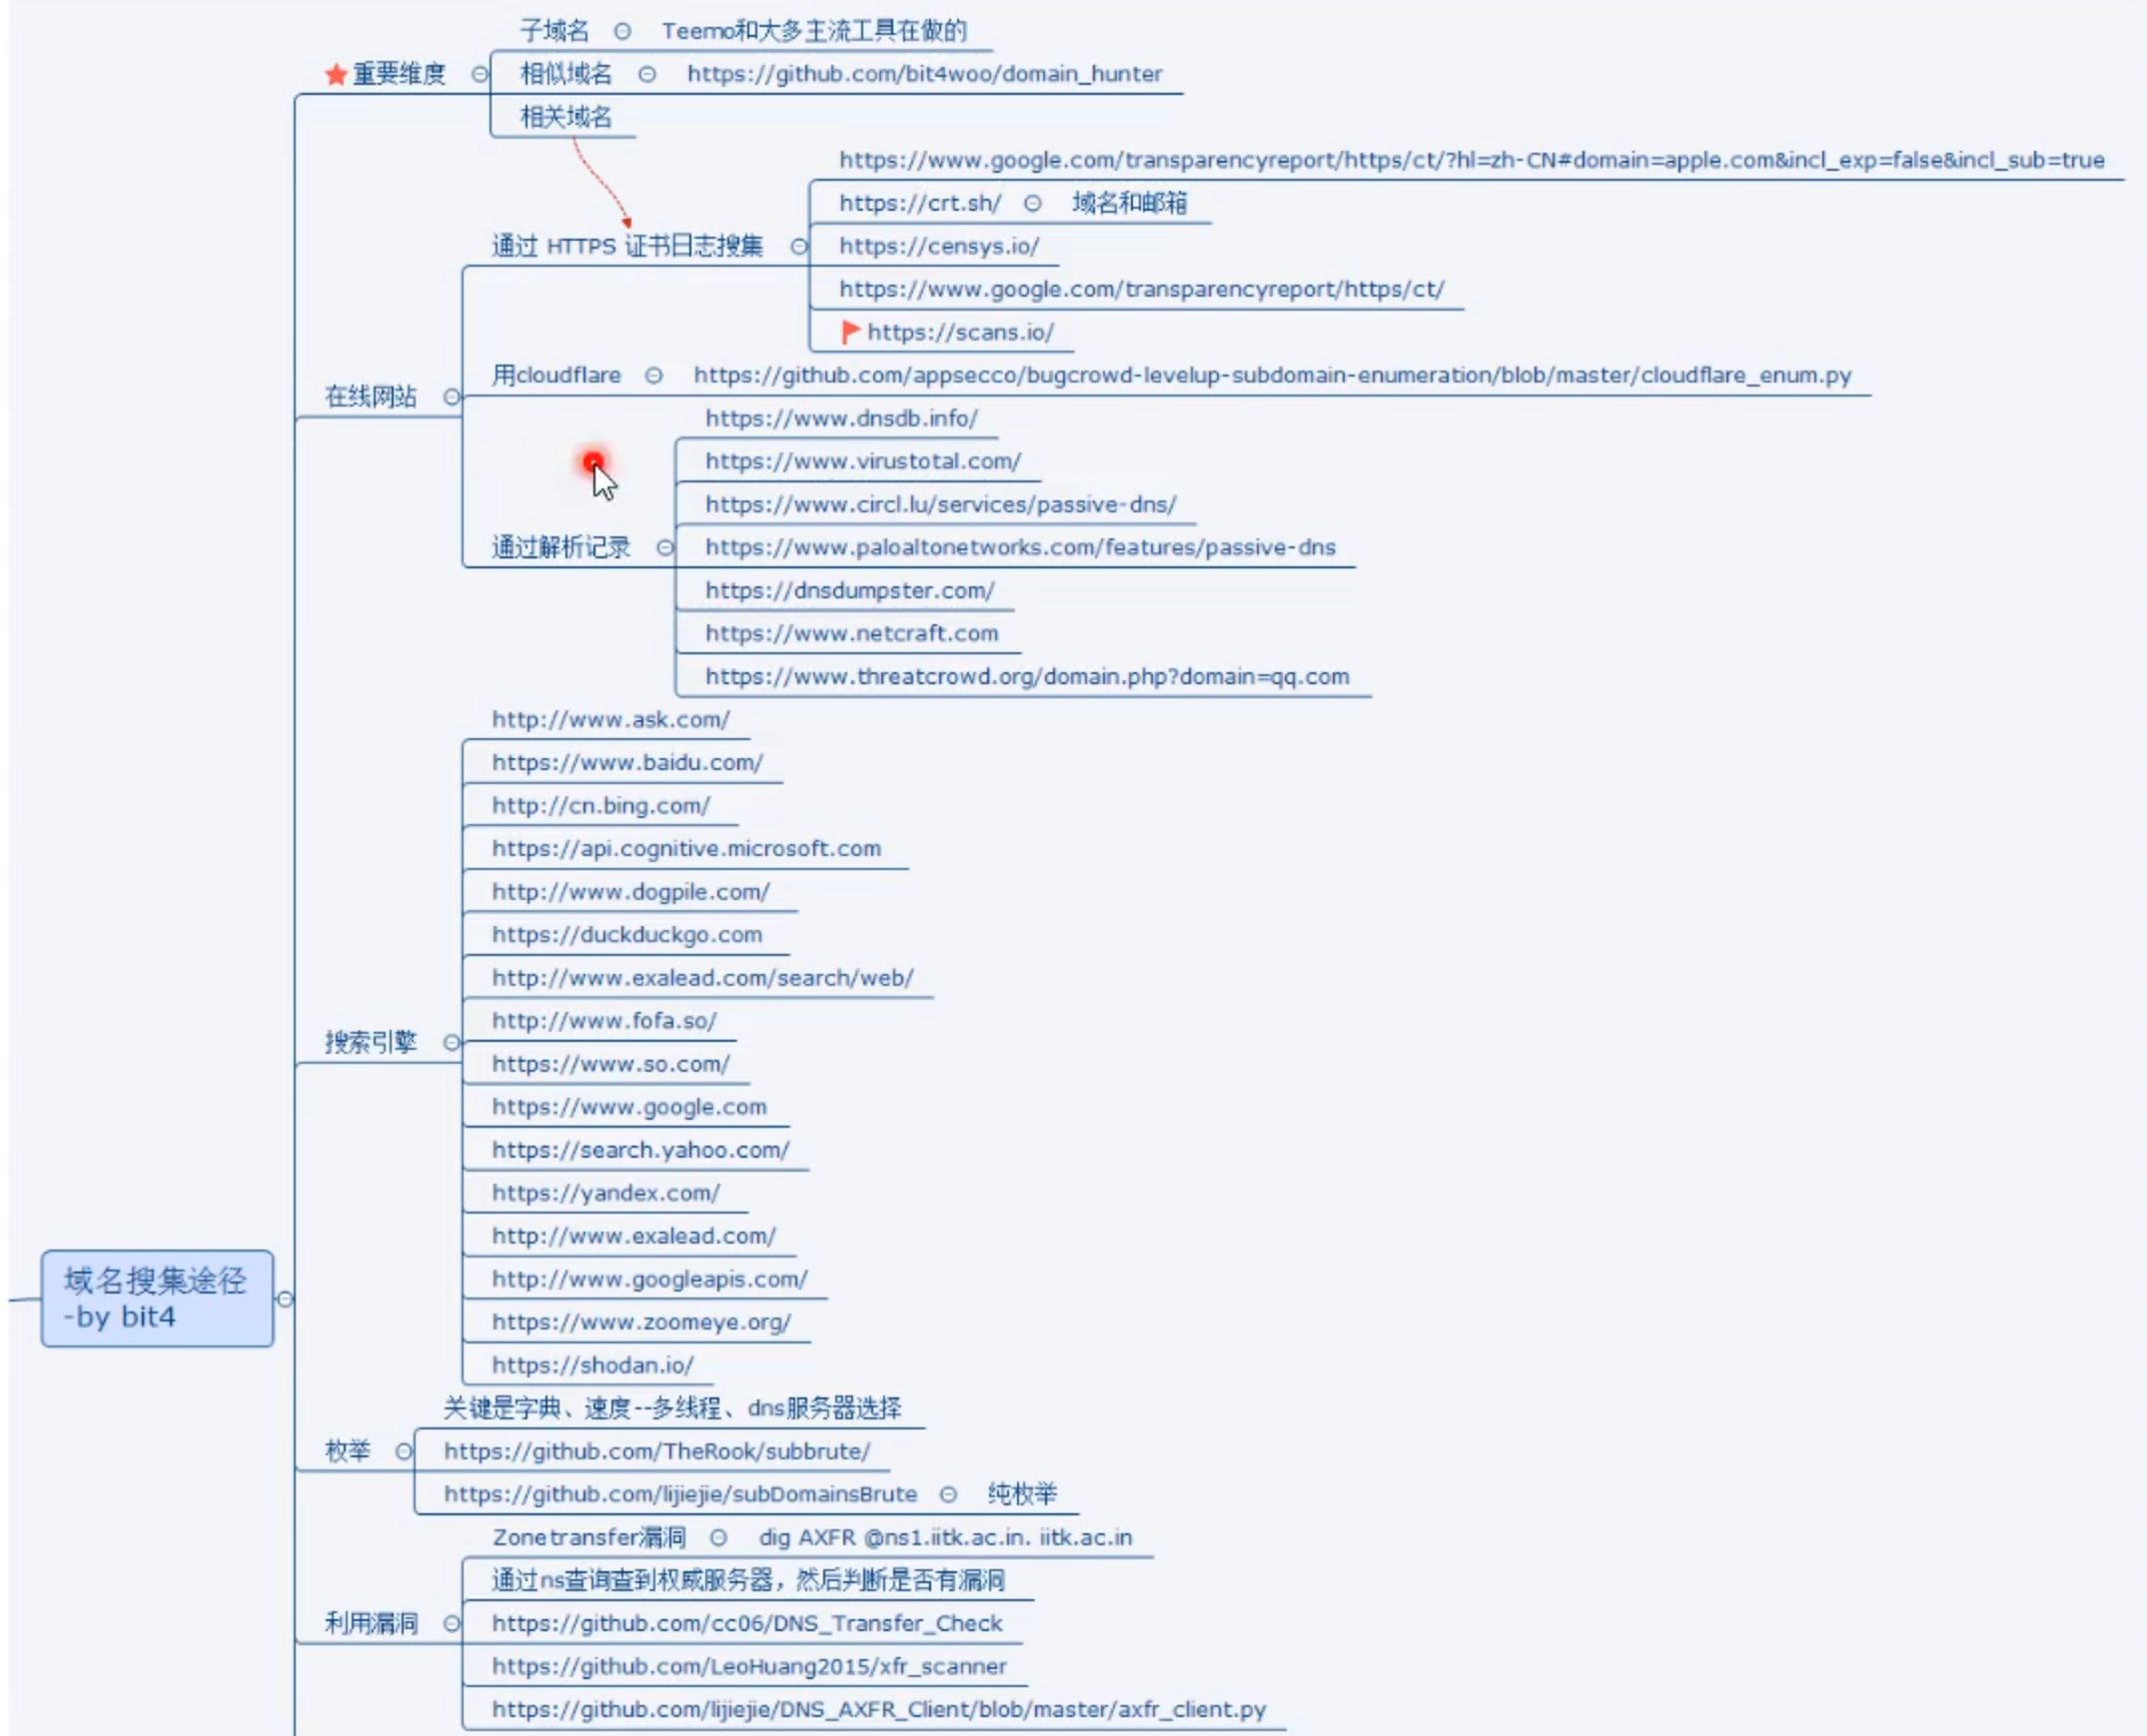 子域名 Teemo和大多主流工具在做的
重要维度 相似域名 https://github.com/bit4woo/domain_hunter
相关域名
https://www.google.com/transparencyreport/https/ct/?hl=zh-CN#domain=apple.com&incl_exp=false&incl_sub=true
https://crt.sh/ 域名和邮箱
通过 HTTPS 证书日志搜集 https://censys.io/
https://www.google.com/transparencyreport/https/ct/
https://scans.io/
用cloudflare https://github.com/appsecco/bugcrowd-levelup-subdomain-enumeration/blob/master/cloudflare_enum.py
在线网站
https://www.dnsdb.info/
https://www.virustotal.com/
https://www.circl.lu/services/passive-dns/
通过解析记录 https://www.paloaltonetworks.com/features/passive-dns
https://dnsdumpster.com/
https://www.netcraft.com
https://www.threatcrowd.org/domain.php?domain=qq.com
http://www.ask.com/
https://www.baidu.com/
http://cn.bing.com/
https://api.cognitive.microsoft.com
http://www.dogpile.com/
https://duckduckgo.com
http://www.exalead.com/search/web/
http://www.fofa.so/
搜索引擎
https://www.so.com/
https://www.google.com
https://search.yahoo.com/
https://yandex.com/
http://www.exalead.com/
http://www.googleapis.com/
域名搜集途径
-by bit4
https://www.zoomeye.org/
https://shodan.io/
关键是字典、速度--多线程、dns服务器选择
枚举 https://github.com/TheRook/subbrute/
https://github.com/lijiejie/subDomainsBrute 纯枚举
Zonetransfer漏洞 dig AXFR @ns1.iitk.ac.in. iitk.ac.in
通过ns查询查到权威服务器，然后判断是否有漏洞
利用漏洞 https://github.com/cc06/DNS_Transfer_Check
https://github.com/LeoHuang2015/xfr_scanner
https://github.com/lijiejie/DNS_AXFR_Client/blob/master/axfr_client.py